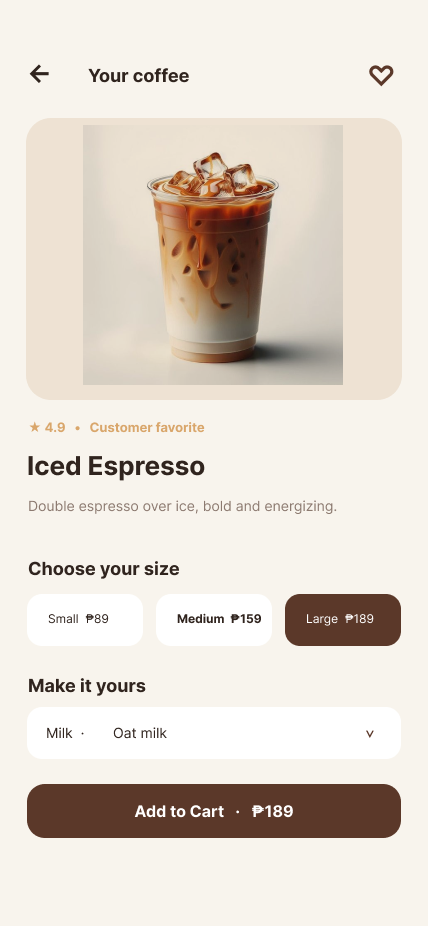 Your coffee
★ 4.9 • Customer favorite
Iced Espresso
Double espresso over ice, bold and energizing.
Choose your size
Small ₱89
Medium ₱159
Large ₱189
Make it yours
Milk · Oat milk
Add to Cart · ₱189